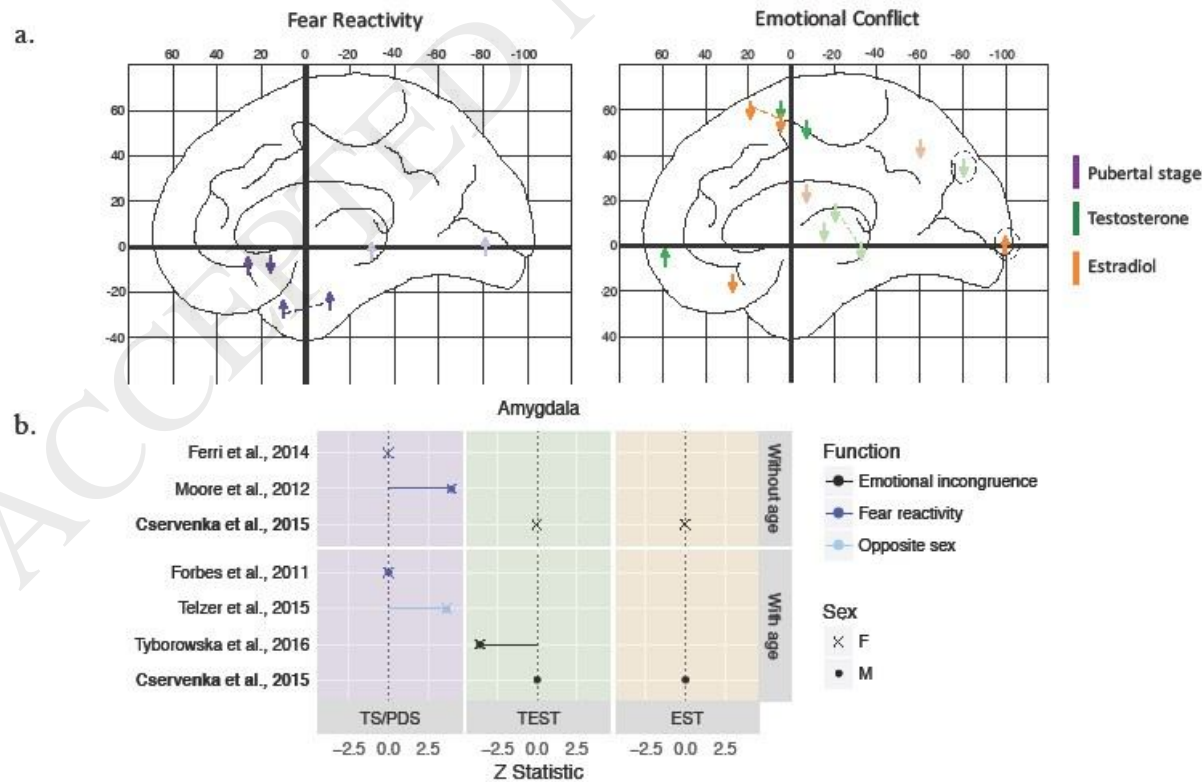 ACCEPTED
Fear Reactivity
Emotional Conflict
a.
60 40 20 0 -20 -40 -60 -80 -100
60 40 20 0 -20 -40 -60 -80 -100
60
40
20
0
-20
-40
60
40
20
0
20
40
Pubertal stage
Testosterone
Estradiol
b.
Amygdala
Ferri et al., 2014
Moore et al., 2012
Cservenka et al., 2015
Forbes et al., 2011
Telzer et al., 2015
Tyborowska et al., 2016
Cservenka et al., 2015
Without age
With age
TS/PDS TEST EST
−2.5 0.0 2.5 −2.5 0.0 2.5 −2.5 0.0 2.5
Z Statistic
Function
Emotional incongruence
Fear reactivity
Opposite sex
Sex
F
M